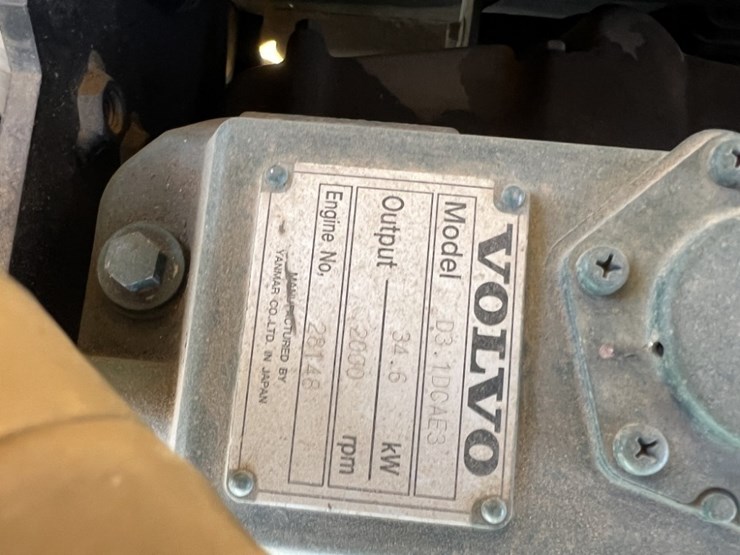 VOLVO
Model D3.1DCAE3
Output 34.6 kW
2000 rpm
Engine No. 28148
MANUFACTURED BY
YANMAR CO.,LTD. IN JAPAN